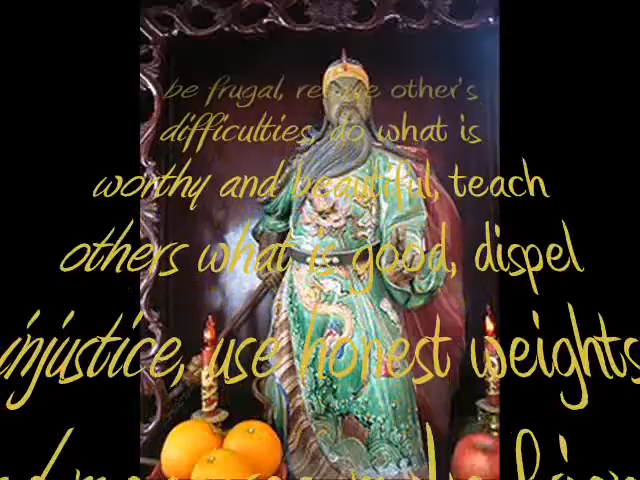 be frugal, relieve other's
difficulties, do what is
worthy and beautiful, teach
others what is good, dispel
injustice, use honest weights